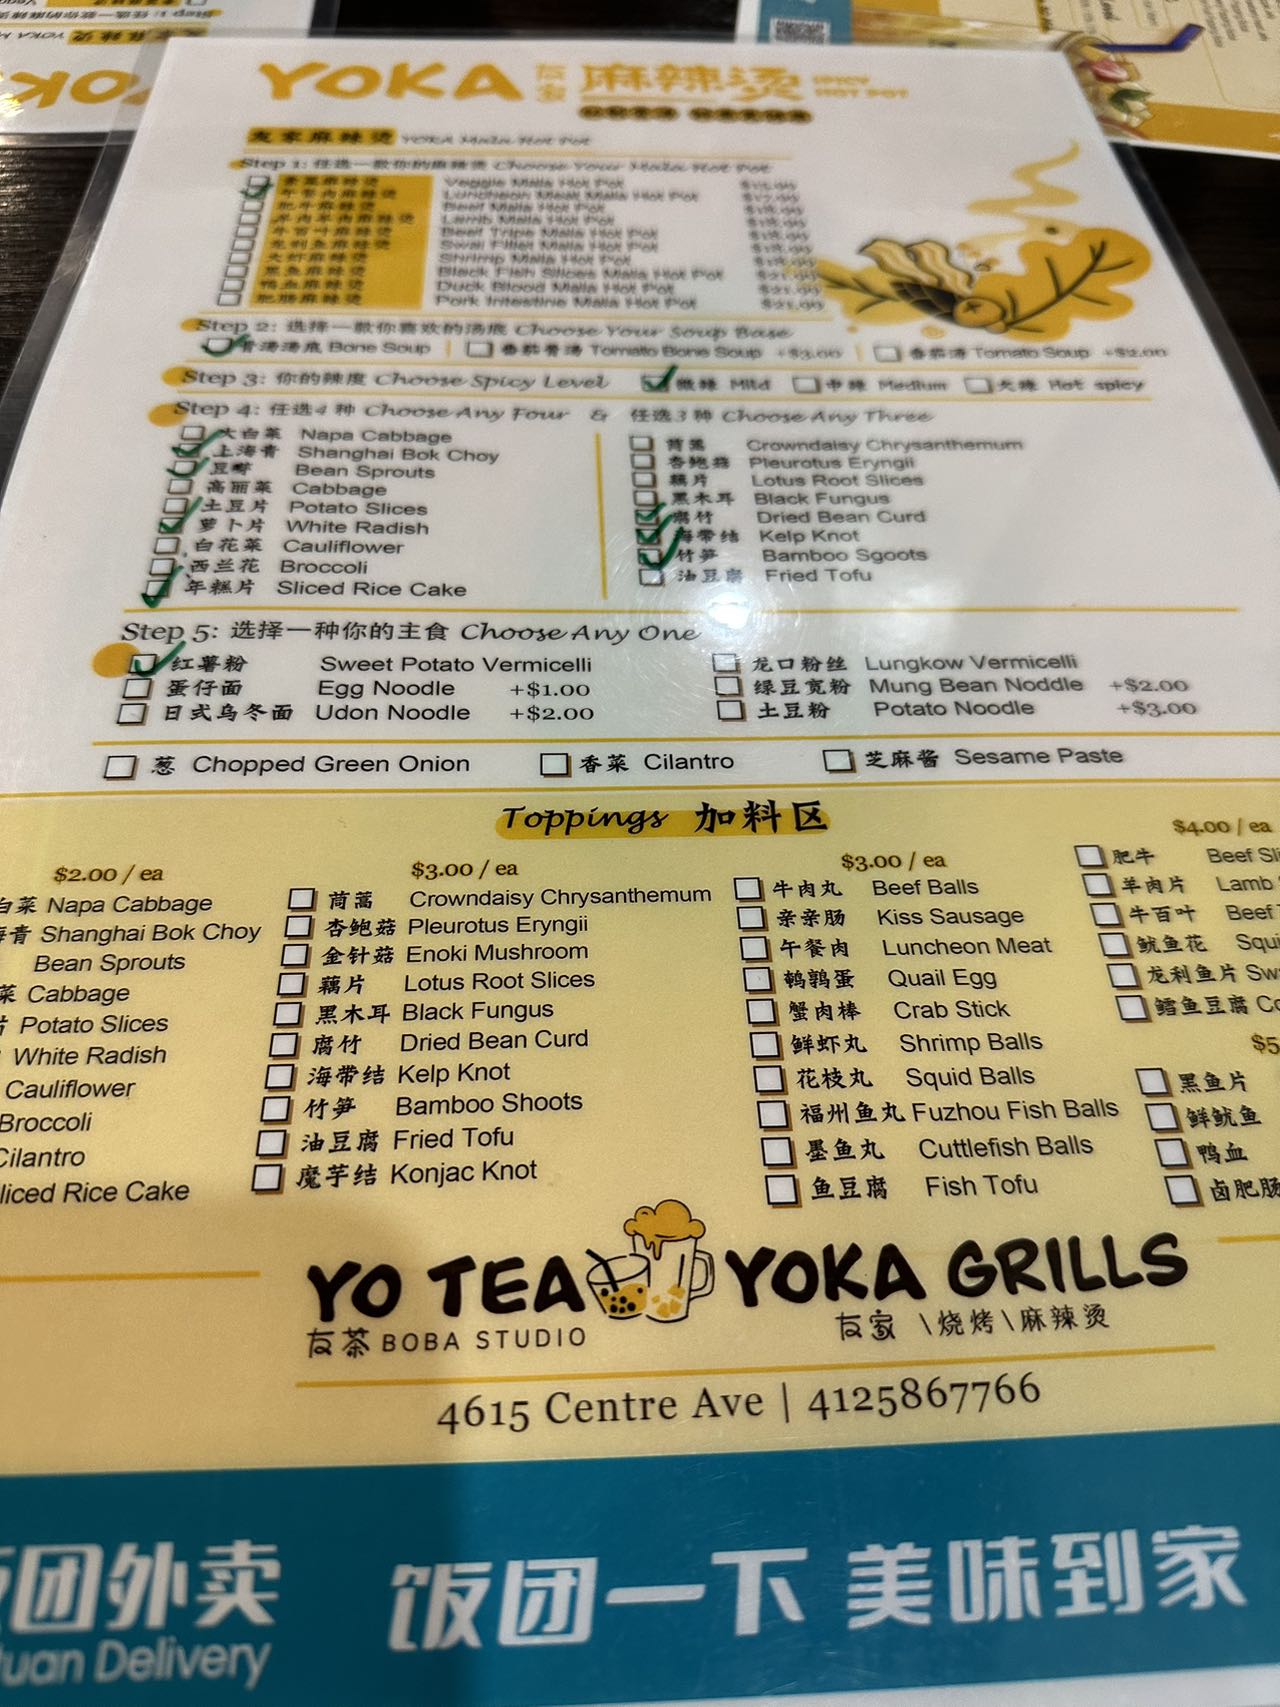 YOKA 友家 麻辣烫 SPICY HOT POT
友家麻辣烫 YOKA Mala Hot Pot
Step 1: 任选一款你的麻辣烫 Choose Your Mala Hot Pot
素菜麻辣烫 Veggie Mala Hot Pot
午餐肉麻辣烫 Luncheon Meat Mala Hot Pot
肥牛麻辣烫 Beef Mala Hot Pot
Lamb Mala Hot Pot
牛百叶麻辣烫 Beef Tripe Mala Hot Pot
龙利鱼麻辣烫 Swai Fillet Mala Hot Pot
大虾麻辣烫 Shrimp Mala Hot Pot
黑鱼麻辣烫 Black Fish Slices Mala Hot Pot $21.99
鸭血麻辣烫 Duck Blood Mala Hot Pot $21.99
肥肠麻辣烫 Pork Intestine Mala Hot Pot $21.99
Step 2: 选择一款你喜欢的汤底 Choose Your Soup Base
骨汤汤底 Bone Soup 番茄骨汤 Tomato Bone Soup +$3.00 番茄汤 Tomato Soup +$2.00
Step 3: 你的辣度 Choose Spicy Level 微辣 Mild 中辣 Medium 大辣 Hot spicy
Step 4: 任选4种 Choose Any Four & 任选3种 Choose Any Three
大白菜 Napa Cabbage
上海青 Shanghai Bok Choy
豆芽 Bean Sprouts
高丽菜 Cabbage
土豆片 Potato Slices
萝卜片 White Radish
白花菜 Cauliflower
西兰花 Broccoli
年糕片 Sliced Rice Cake
茼蒿 Crowndaisy Chrysanthemum
杏鲍菇 Pleurotus Eryngii
藕片 Lotus Root Slices
黑木耳 Black Fungus
腐竹 Dried Bean Curd
海带结 Kelp Knot
竹笋 Bamboo Sgoots
油豆腐 Fried Tofu
Step 5: 选择一种你的主食 Choose Any One
红薯粉 Sweet Potato Vermicelli
蛋仔面 Egg Noodle +$1.00
日式乌冬面 Udon Noodle +$2.00
龙口粉丝 Lungkow Vermicelli
绿豆宽粉 Mung Bean Noddle +$2.00
土豆粉 Potato Noodle +$3.00
葱 Chopped Green Onion 香菜 Cilantro 芝麻酱 Sesame Paste
Toppings 加料区
$2.00 / ea
白菜 Napa Cabbage
海青 Shanghai Bok Choy
Bean Sprouts
菜 Cabbage
片 Potato Slices
White Radish
Cauliflower
Broccoli
Cilantro
liced Rice Cake
$3.00 / ea
茼蒿 Crowndaisy Chrysanthemum
杏鲍菇 Pleurotus Eryngii
金针菇 Enoki Mushroom
藕片 Lotus Root Slices
黑木耳 Black Fungus
腐竹 Dried Bean Curd
海带结 Kelp Knot
竹笋 Bamboo Shoots
油豆腐 Fried Tofu
魔芋结 Konjac Knot
$3.00 / ea
牛肉丸 Beef Balls
亲亲肠 Kiss Sausage
午餐肉 Luncheon Meat
鹌鹑蛋 Quail Egg
蟹肉棒 Crab Stick
鲜虾丸 Shrimp Balls
花枝丸 Squid Balls
福州鱼丸 Fuzhou Fish Balls
墨鱼丸 Cuttlefish Balls
鱼豆腐 Fish Tofu
$4.00 / ea
肥牛 Beef Sli
羊肉片 Lamb
牛百叶 Beef
鱿鱼花 Squi
龙利鱼片 Sw
鳕鱼豆腐 Co
$5
黑鱼片
鲜鱿鱼
鸭血
卤肥肠
YO TEA YOKA GRILLS
友茶 BOBA STUDIO 友家 \烧烤\麻辣烫
4615 Centre Ave | 4125867766
饭团外卖 饭团一下 美味到家
tuan Delivery